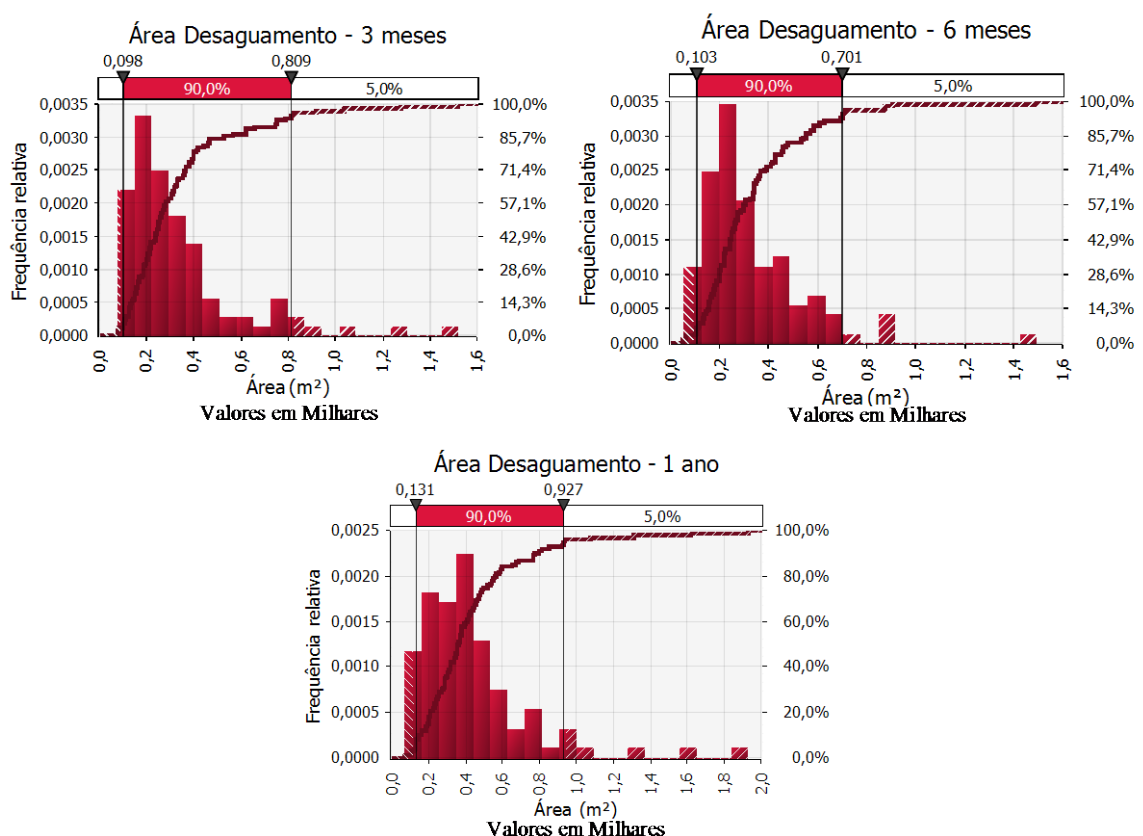 Área Desaguamento - 3 meses
0,098 0,809
90,0% 5,0%
Frequência relativa
0,0035 100,0%
0,0030 85,7%
0,0025 71,4%
0,0020 57,1%
0,0015 42,9%
0,0010 28,6%
0,0005 14,3%
0,0000 0,0%
0,0 0,2 0,4 0,6 0,8 1,0 1,2 1,4 1,6
Área (m²)
Valores em Milhares
Área Desaguamento - 6 meses
0,103 0,701
90,0% 5,0%
Frequência relativa
0,0035 100,0%
0,0030 85,7%
0,0025 71,4%
0,0020 57,1%
0,0015 42,9%
0,0010 28,6%
0,0005 14,3%
0,0000 0,0%
0,0 0,2 0,4 0,6 0,8 1,0 1,2 1,4 1,6
Área (m²)
Valores em Milhares
Área Desaguamento - 1 ano
0,131 0,927
90,0% 5,0%
Frequência relativa
0,0025 100,0%
0,0020 80,0%
0,0015 60,0%
0,0010 40,0%
0,0005 20,0%
0,0000 0,0%
0,0 0,2 0,4 0,6 0,8 1,0 1,2 1,4 1,6 1,8 2,0
Área (m²)
Valores em Milhares